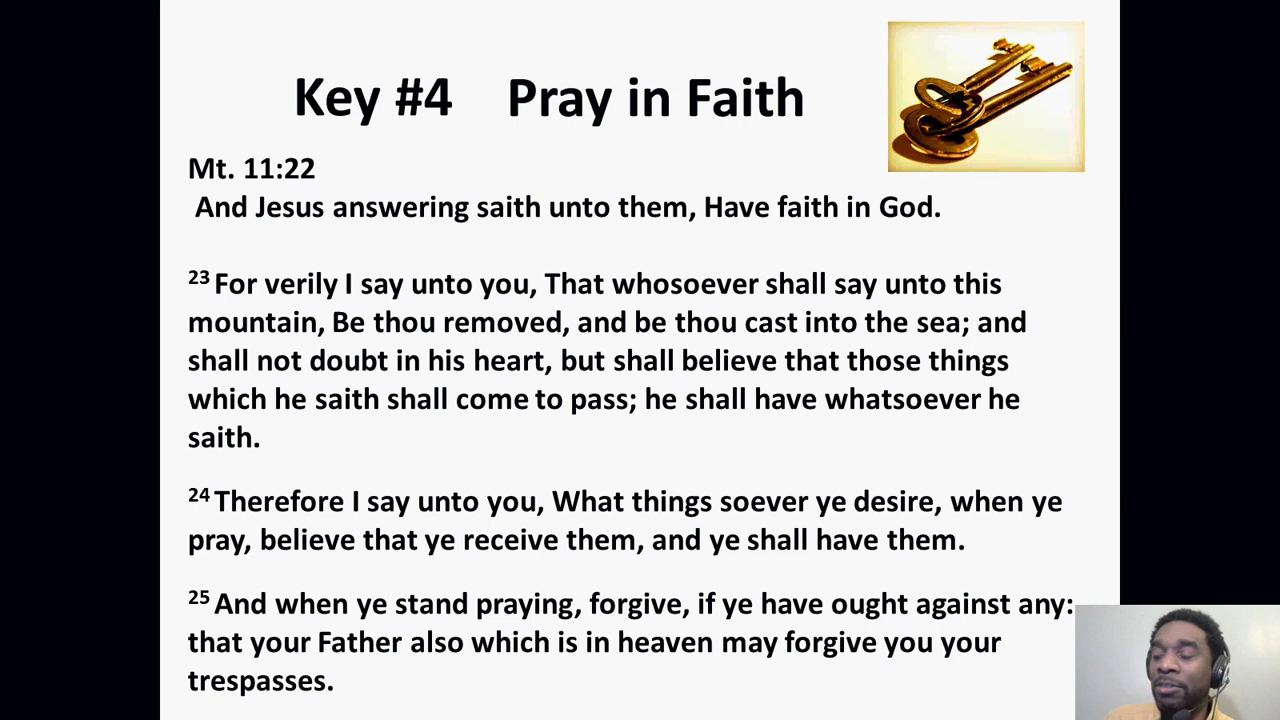 Key #4 Pray in Faith
Mt. 11:22
And Jesus answering saith unto them, Have faith in God.
23 For verily I say unto you, That whosoever shall say unto this
mountain, Be thou removed, and be thou cast into the sea; and
shall not doubt in his heart, but shall believe that those things
which he saith shall come to pass; he shall have whatsoever he
saith.
24 Therefore I say unto you, What things soever ye desire, when ye
pray, believe that ye receive them, and ye shall have them.
25 And when ye stand praying, forgive, if ye have ought against any:
that your Father also which is in heaven may forgive you your
trespasses.